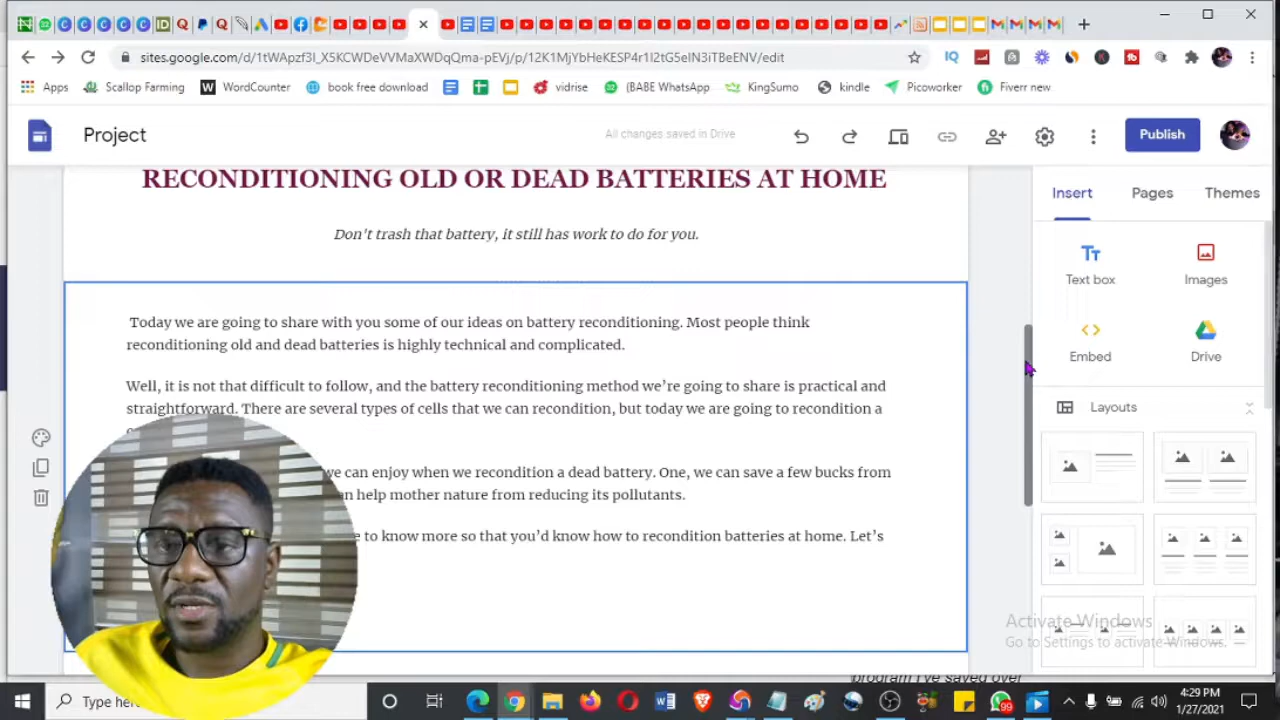 sites.google.com/d/1tWApzf3I_X5KCWDeVVMaXWDqQma-pEVj/p/12K1MjYbHeKESP4r1I2tG5eIN3iTBeENV/edit
Apps
Scallop Farming
WordCounter
book free download
vidrise
(BABE WhatsApp
KingSumo
kindle
Picoworker
Fiverr new
Project
All changes saved in Drive
Publish
RECONDITIONING OLD OR DEAD BATTERIES AT HOME
Insert
Pages
Themes
Don't trash that battery, it still has work to do for you.
Text box
Images
Today we are going to share with you some of our ideas on battery reconditioning. Most people think
reconditioning old and dead batteries is highly technical and complicated.
Embed
Drive
Well, it is not that difficult to follow, and the battery reconditioning method we’re going to share is practical and
straightforward. There are several types of cells that we can recondition, but today we are going to recondition a
Layouts
we can enjoy when we recondition a dead battery. One, we can save a few bucks from
can help mother nature from reducing its pollutants.
to know more so that you’d know how to recondition batteries at home. Let’s
Activate Windows
Go to Settings to activate Windows.
program I've saved over
Type here
99
4:29 PM
1/27/2021